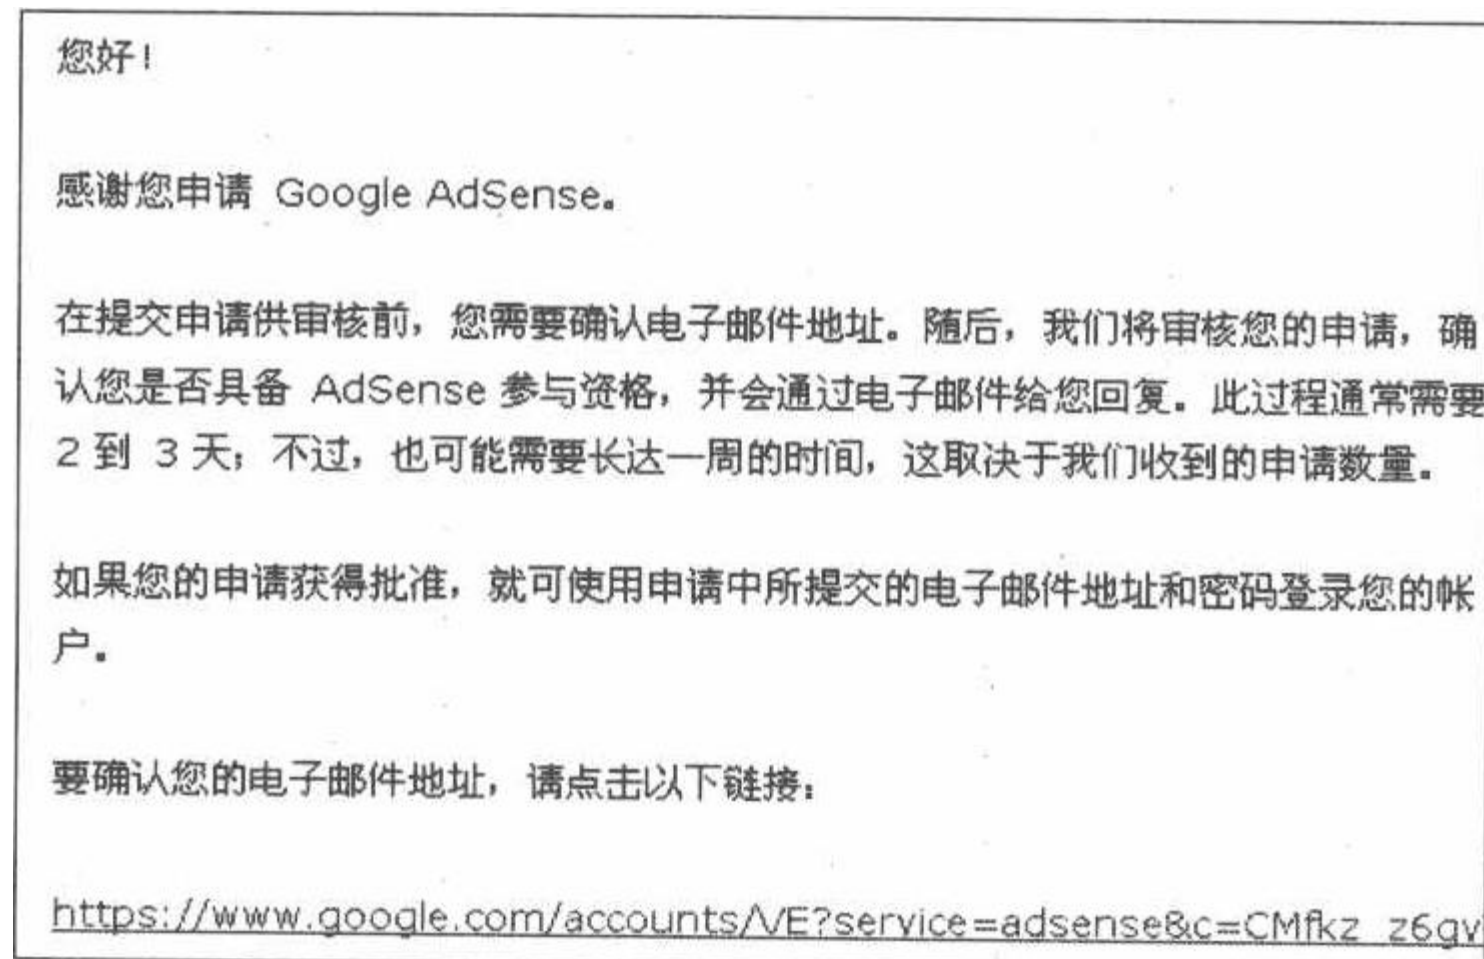 您好！
感谢您申请 Google AdSense。
在提交申请供审核前，您需要确认电子邮件地址。随后，我们将审核您的申请，确
认您是否具备 AdSense 参与资格，并会通过电子邮件给您回复。此过程通常需要
2 到 3 天；不过，也可能需要长达一周的时间，这取决于我们收到的申请数量。
如果您的申请获得批准，就可使用申请中所提交的电子邮件地址和密码登录您的帐
户。
要确认您的电子邮件地址，请点击以下链接：
https://www.google.com/accounts/VE?service=adsense&c=CMfkz_z6gv